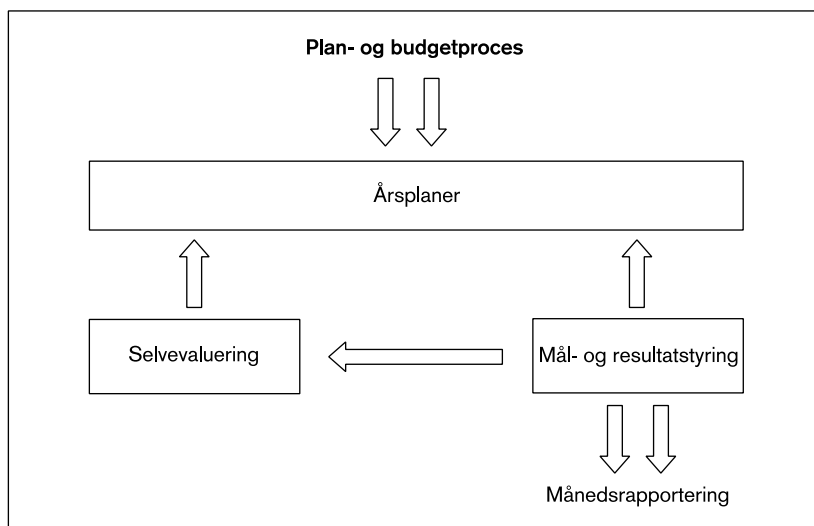 Plan- og budgetproces
Årsplaner
Selvevaluering
Mål- og resultatstyring
Månedsrapportering